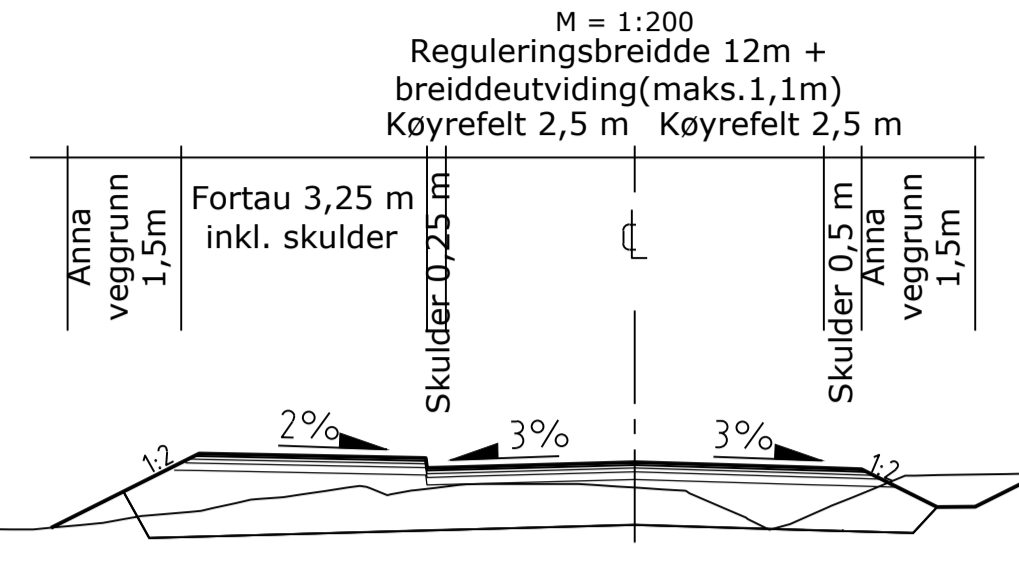 M = 1:200
Reguleringsbreidde 12m +
breiddeutviding(maks.1,1m)
Køyrefelt 2,5 m
Køyrefelt 2,5 m
Anna
veggrunn
1,5m
Fortau 3,25 m
inkl. skulder
Skulder 0,25 m
℄
Skulder 0,5 m
Anna
veggrunn
1,5m
1:2
2%
3%
3%
1:2